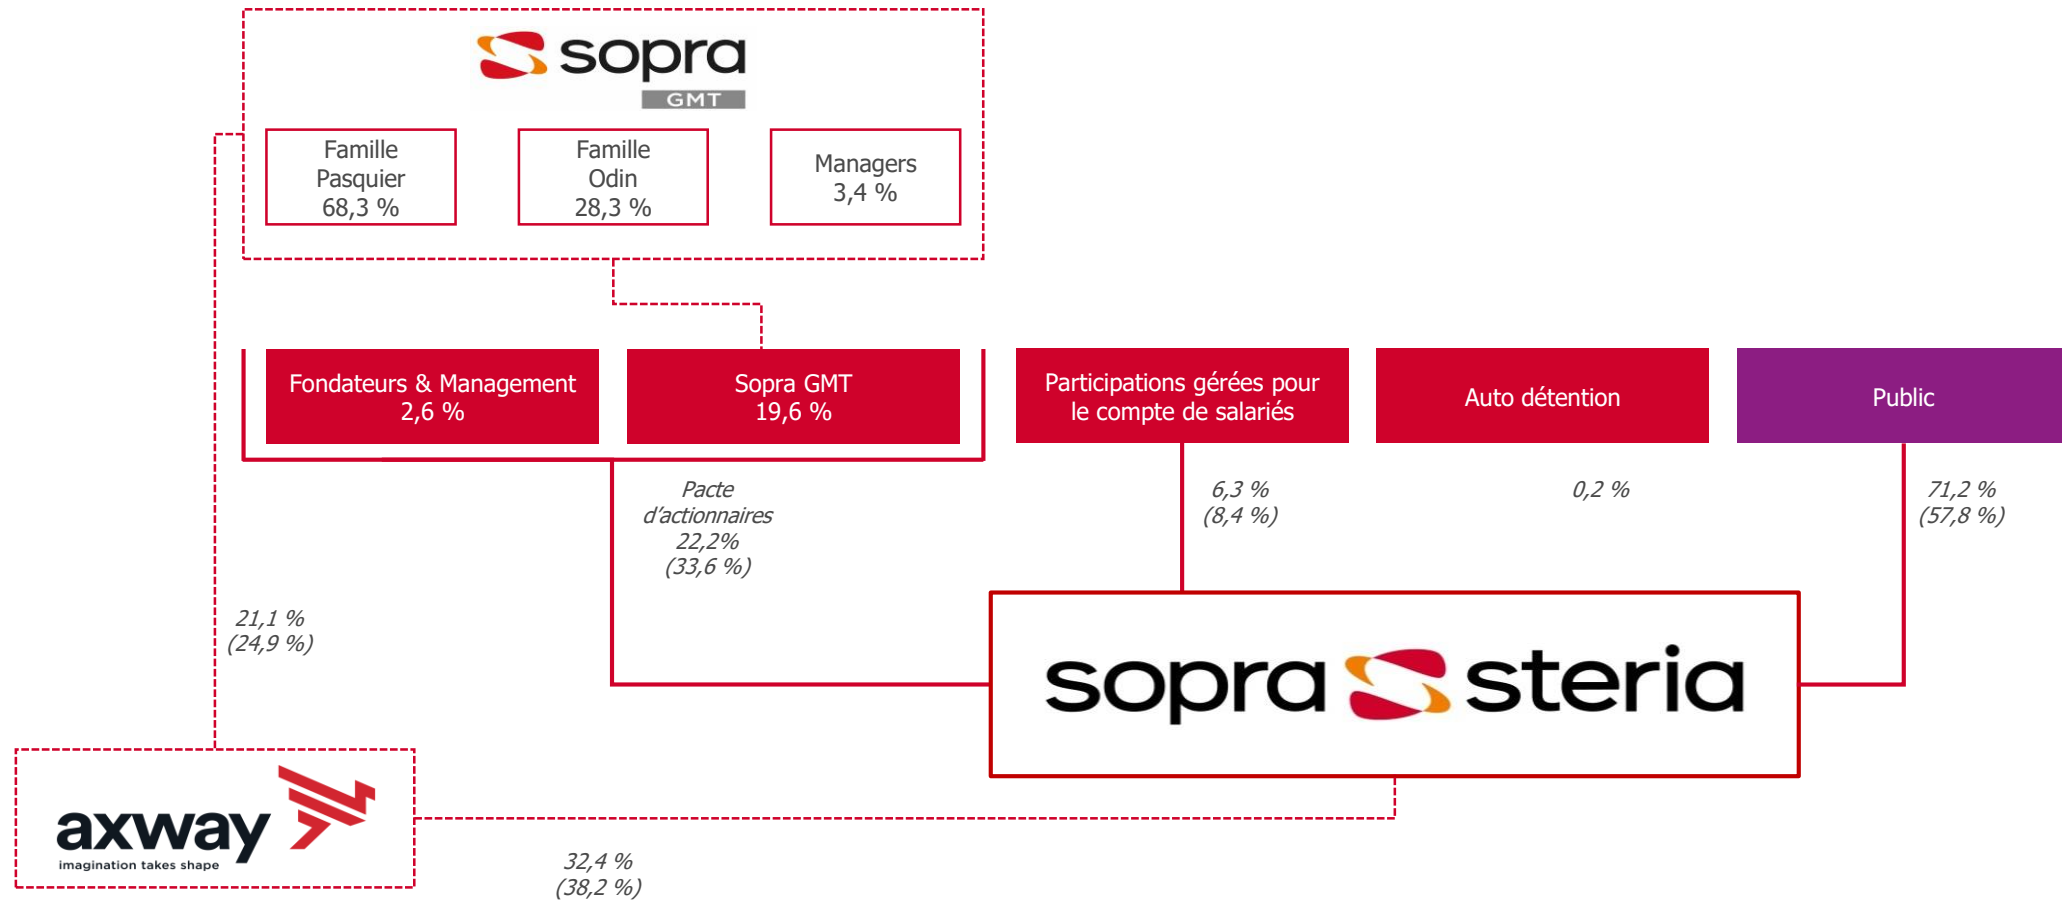 sopra
GMT
Famille
Pasquier
68,3 %
Famille
Odin
28,3 %
Managers
3,4 %
Fondateurs & Management
2,6 %
Sopra GMT
19,6 %
Participations gérées pour
le compte de salariés
Auto détention
Public
Pacte
d’actionnaires
22,2%
(33,6 %)
6,3 %
(8,4 %)
0,2 %
71,2 %
(57,8 %)
21,1 %
(24,9 %)
sopra steria
axway
imagination takes shape
32,4 %
(38,2 %)